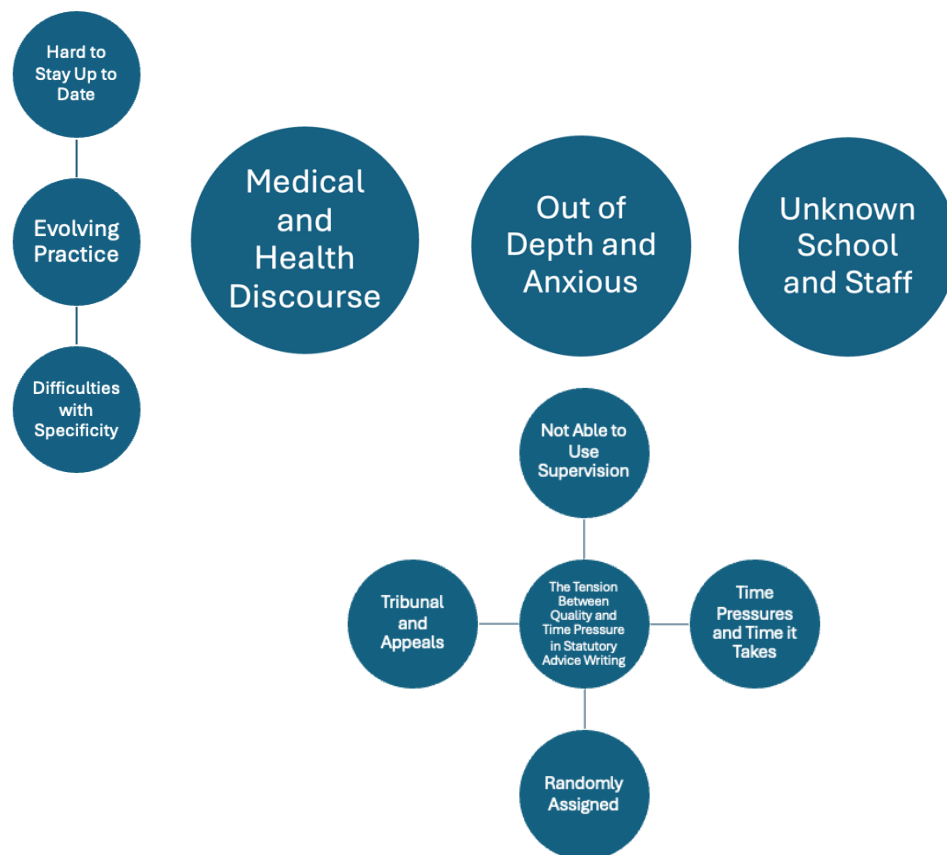 Hard to
Stay Up to
Date
Evolving
Practice
Difficulties
with
Specificity
Medical
and
Health
Discourse
Out of
Depth and
Anxious
Unknown
School
and Staff
Not Able to
Use
Supervision
Tribunal
and
Appeals
The Tension
Between
Quality and
Time Pressure
in Statutory
Advice Writing
Time
Pressures
and Time it
Takes
Randomly
Assigned